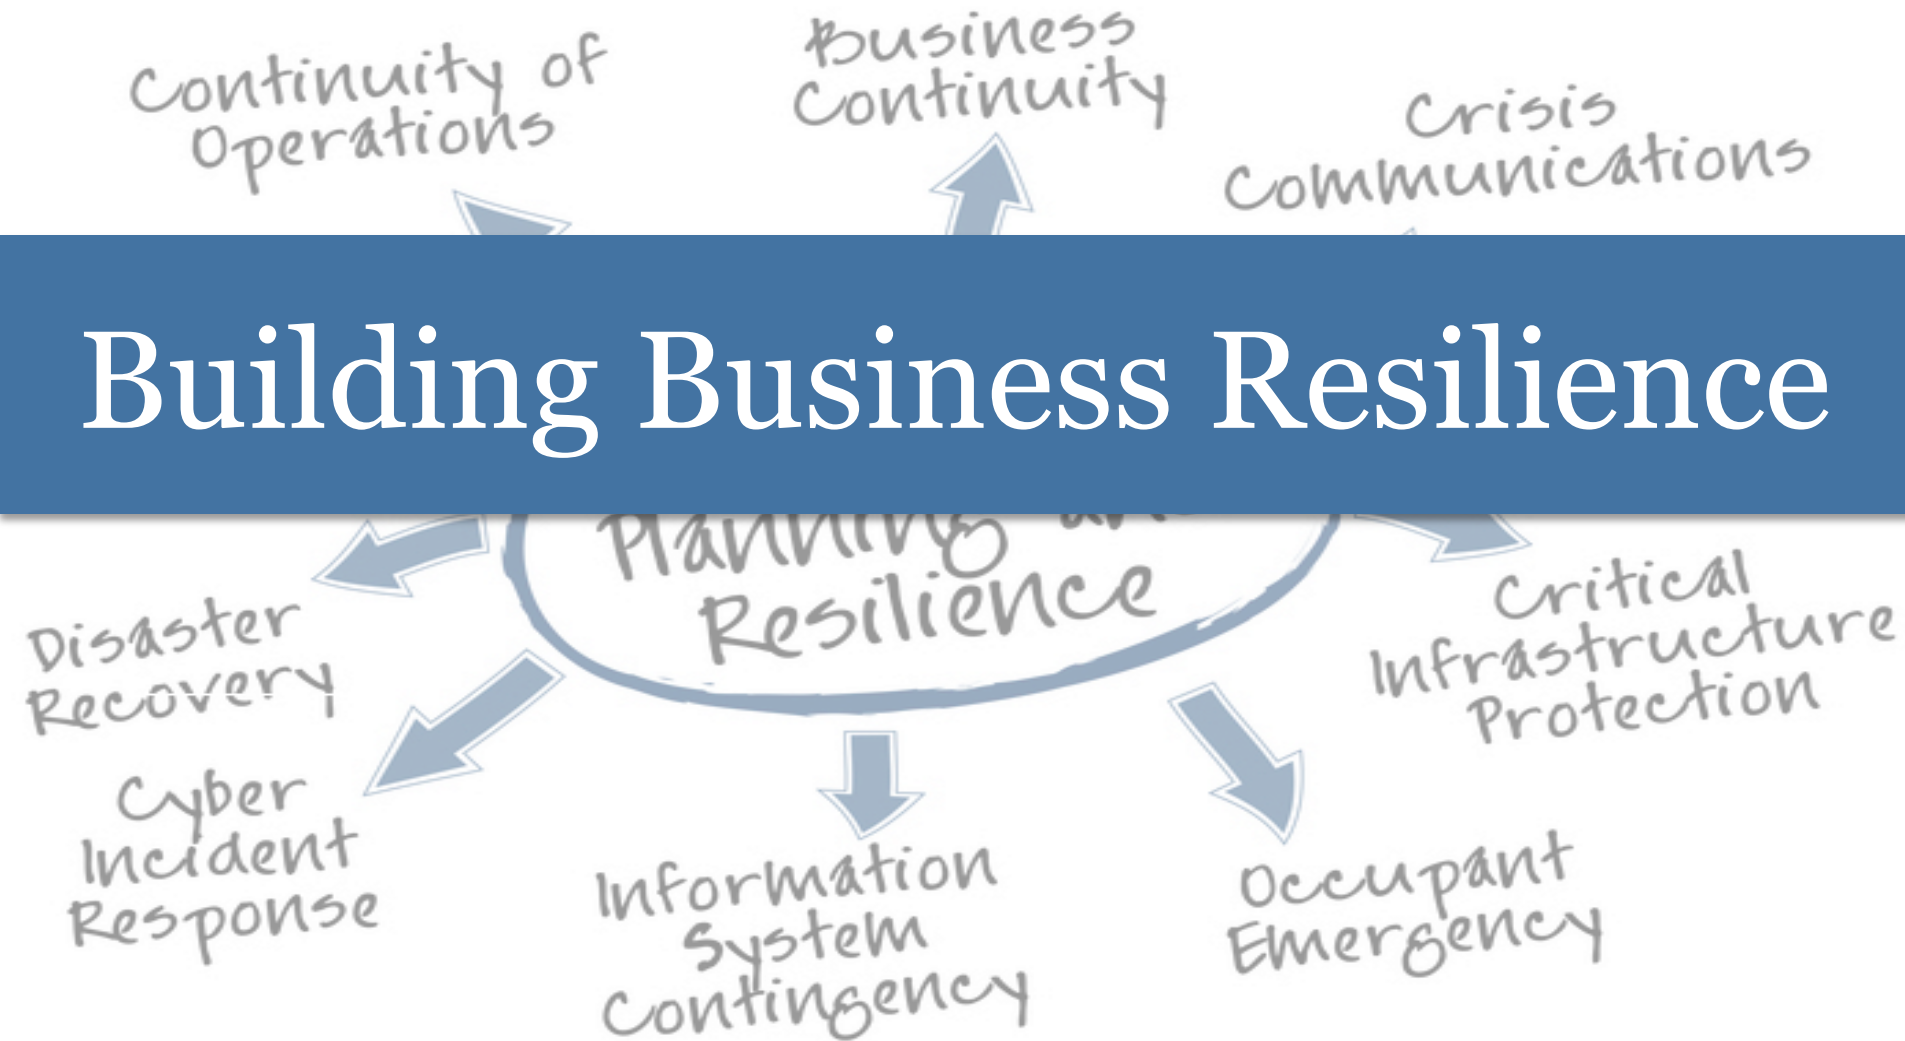 Continuity of
Operations
Business
Continuity
Crisis
Communications
Building Business Resilience
Planning
Resilience
Disaster
Recovery
Critical
Infrastructure
Protection
Cyber
Incident
Response
Information
System
Contingency
Occupant
Emergency